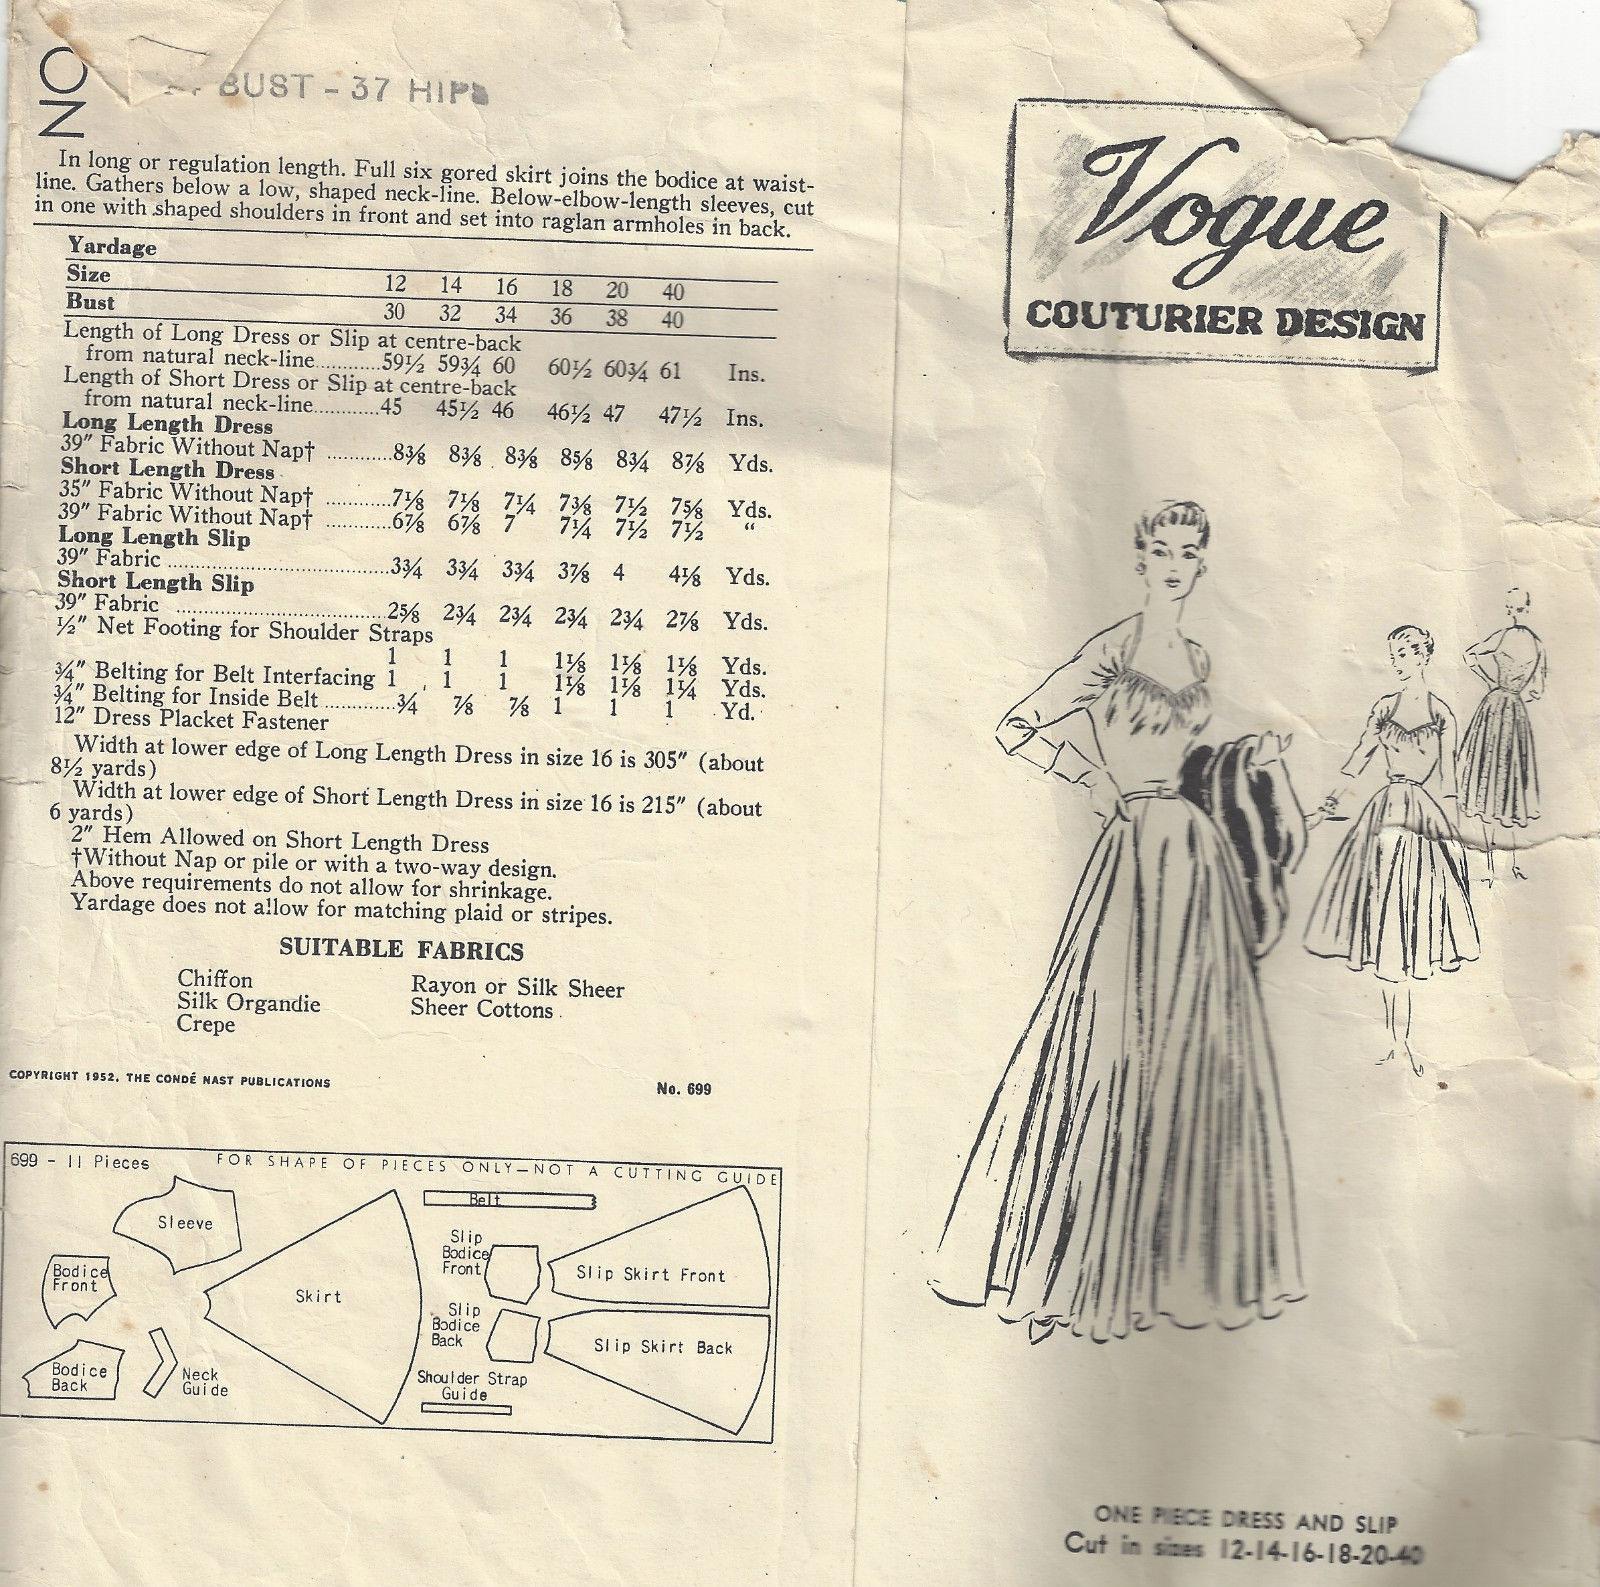 NO
BUST - 37 HIPS
In long or regulation length. Full six gored skirt joins the bodice at waist-
line. Gathers below a low, shaped neck-line. Below-elbow-length sleeves, cut
in one with shaped shoulders in front and set into raglan armholes in back.
Yardage
Size 12 14 16 18 20 40
Bust 30 32 34 36 38 40
Length of Long Dress or Slip at centre-back
from natural neck-line...........59½ 59¾ 60 60½ 60¾ 61 Ins.
Length of Short Dress or Slip at centre-back
from natural neck-line...........45 45½ 46 46½ 47 47½ Ins.
Long Length Dress
39″ Fabric Without Nap† ...........8⅜ 8⅜ 8⅜ 8⅝ 8¾ 8⅞ Yds.
Short Length Dress
35″ Fabric Without Nap† ...........7⅛ 7⅛ 7¼ 7⅜ 7½ 7⅝ Yds.
39″ Fabric Without Nap† ...........6⅞ 6⅞ 7 7¼ 7½ 7½ “
Long Length Slip
39″ Fabric ......................................3¾ 3¾ 3¾ 3⅞ 4 4⅛ Yds.
Short Length Slip
39″ Fabric ....................................2⅝ 2¾ 2¾ 2¾ 2¾ 2⅞ Yds.
½″ Net Footing for Shoulder Straps
1 1 1 1⅛ 1⅛ 1⅛ Yds.
¾″ Belting for Belt Interfacing 1 1 1 1⅛ 1⅛ 1¼ Yds.
¾″ Belting for Inside Belt ............¾ ⅞ ⅞ 1 1 1 Yd.
12″ Dress Placket Fastener
Width at lower edge of Long Length Dress in size 16 is 305″ (about
8½ yards)
Width at lower edge of Short Length Dress in size 16 is 215″ (about
6 yards)
2″ Hem Allowed on Short Length Dress
†Without Nap or pile or with a two-way design.
Above requirements do not allow for shrinkage.
Yardage does not allow for matching plaid or stripes.
SUITABLE FABRICS
Chiffon Rayon or Silk Sheer
Silk Organdie Sheer Cottons
Crepe
COPYRIGHT 1952, THE CONDÉ NAST PUBLICATIONS No. 699
699 - 11 Pieces FOR SHAPE OF PIECES ONLY—NOT A CUTTING GUIDE
Sleeve
Bodice
Front
Bodice
Back
Neck
Guide
Skirt
Belt
Slip
Bodice
Front
Slip
Bodice
Back
Shoulder Strap
Guide
Slip Skirt Front
Slip Skirt Back
Vogue
COUTURIER DESIGN
ONE PIECE DRESS AND SLIP
Cut in sizes 12-14-16-18-20-40